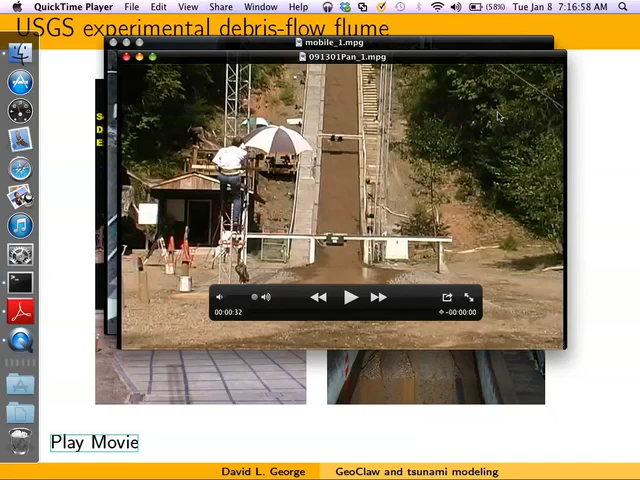 QuickTime Player File Edit View Share Window Help (58%) Tue Jan 8 7:16:58 AM
USGS experimental debris-flow flume
mobile_1.mpg
091301Pan_1.mpg
S
D
E
00:00:32 -00:00:00
Play Movie
David L. George GeoClaw and tsunami modeling